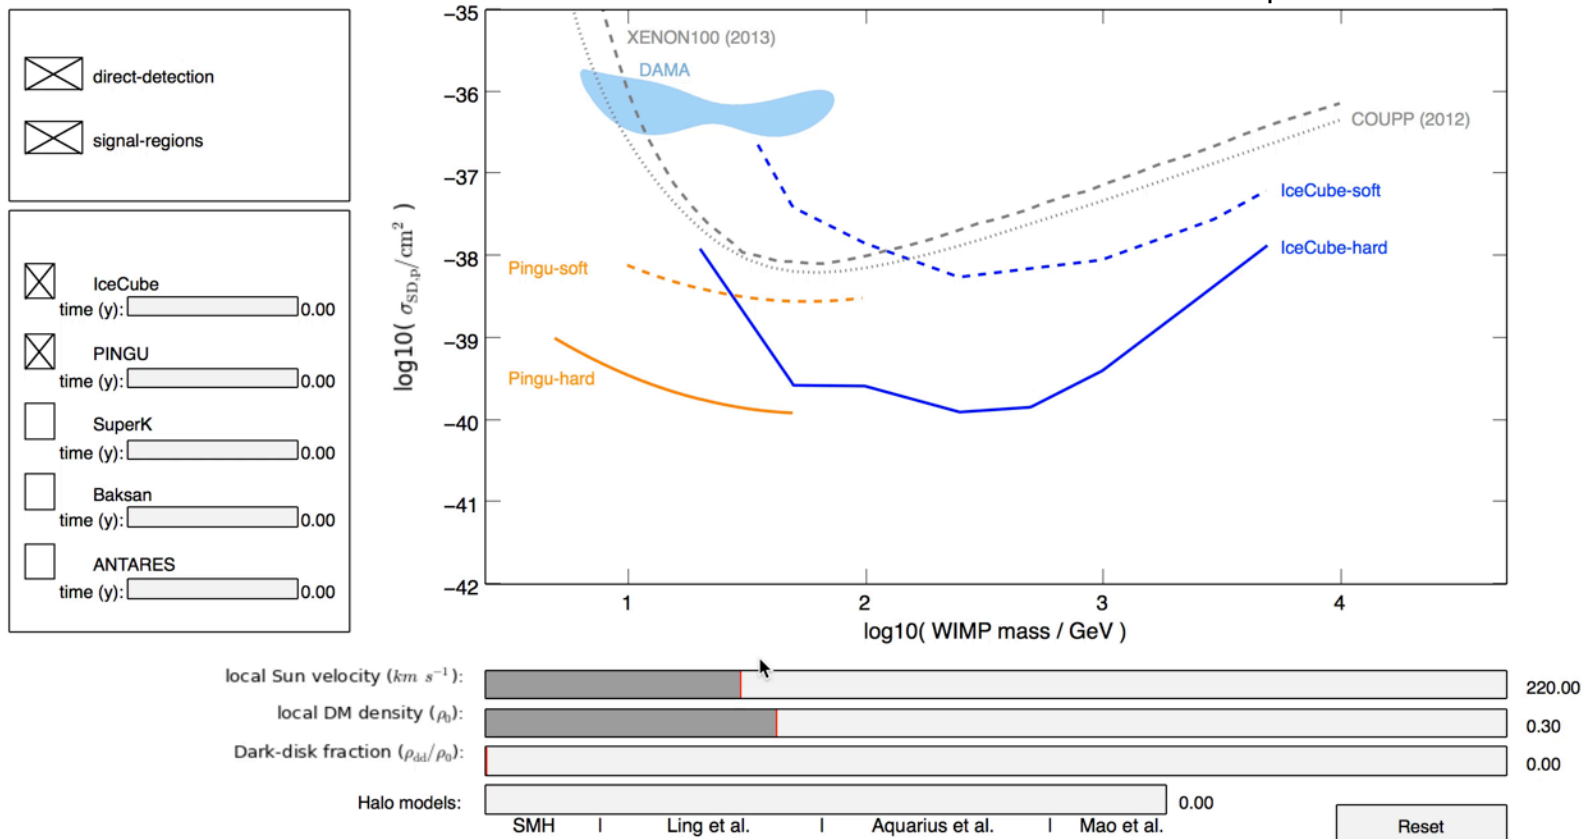 direct-detection
signal-regions
IceCube
time (y): 0.00
PINGU
time (y): 0.00
SuperK
time (y): 0.00
Baksan
time (y): 0.00
ANTARES
time (y): 0.00
−35
−36
−37
−38
−39
−40
−41
−42
log10( σSD,p/cm² )
XENON100 (2013)
DAMA
COUPP (2012)
IceCube-soft
IceCube-hard
Pingu-soft
Pingu-hard
1 2 3 4
log10( WIMP mass / GeV )
local Sun velocity (km s⁻¹): 220.00
local DM density (ρ0): 0.30
Dark-disk fraction (ρdd/ρ0): 0.00
Halo models: 0.00
SMH | Ling et al. | Aquarius et al. | Mao et al.
Reset